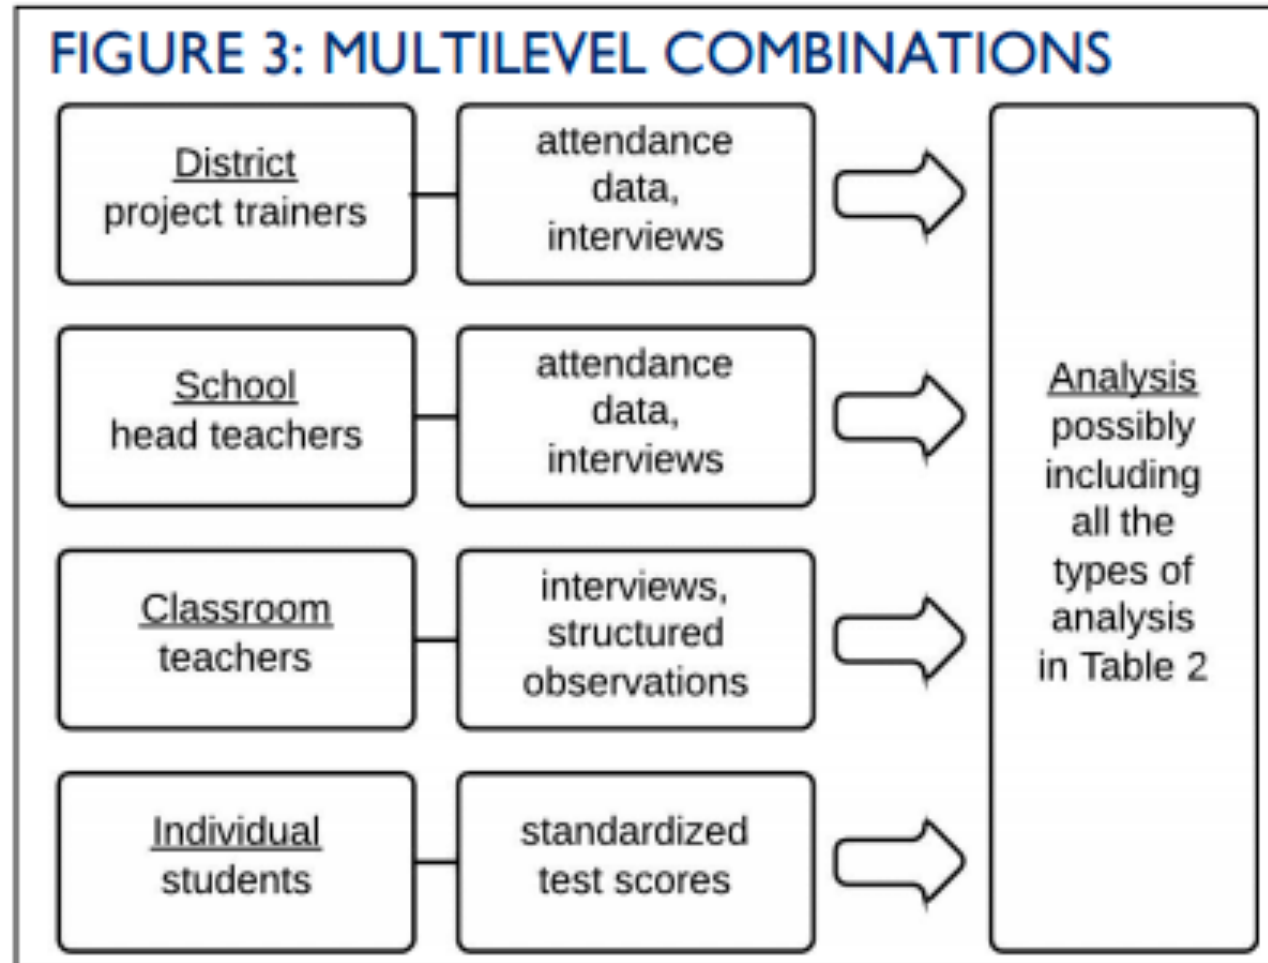 FIGURE 3: MULTILEVEL COMBINATIONS
District
project trainers
attendance
data,
interviews
School
head teachers
attendance
data,
interviews
Classroom
teachers
interviews,
structured
observations
Individual
students
standardized
test scores
Analysis
possibly
including
all the
types of
analysis
in Table 2